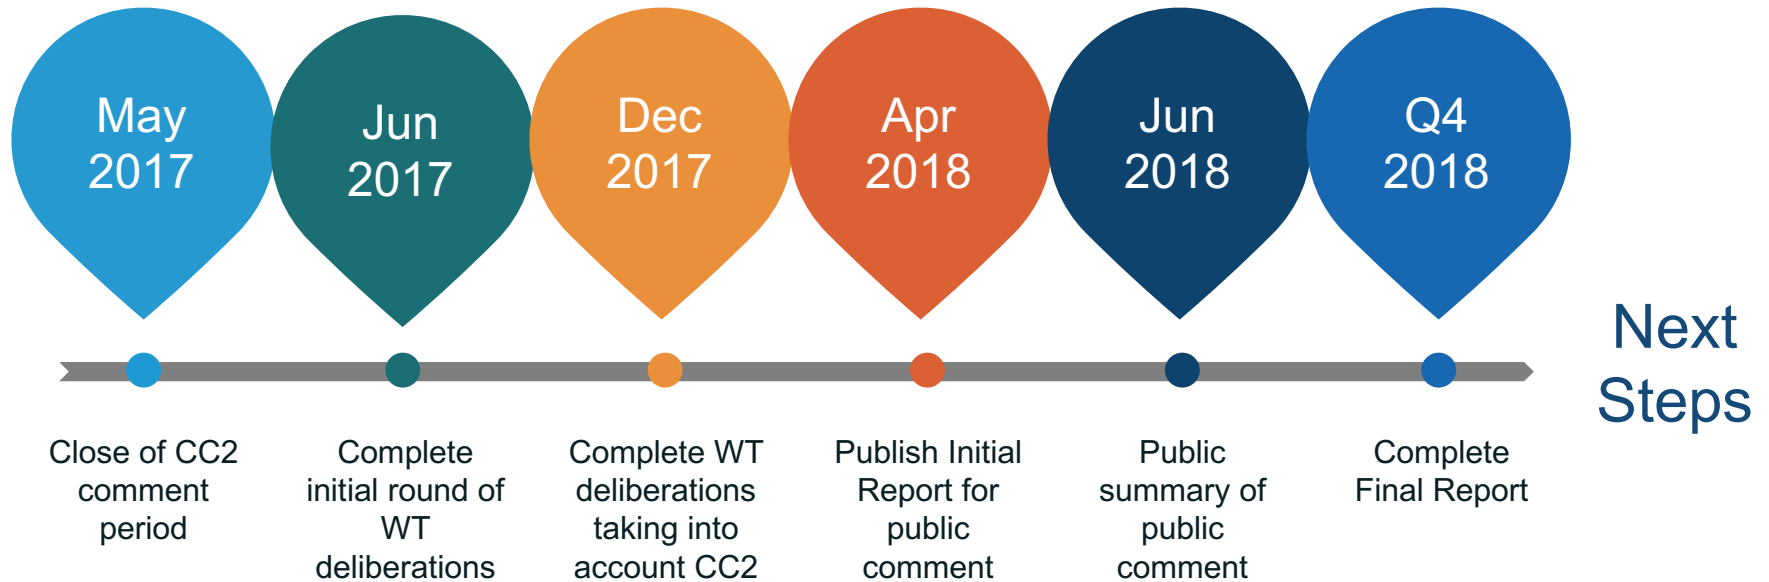 May
2017
Jun
2017
Dec
2017
Apr
2018
Jun
2018
Q4
2018
Next
Steps
Close of CC2
comment
period
Complete
initial round of
WT
deliberations
Complete WT
deliberations
taking into
account CC2
Publish Initial
Report for
public
comment
Public
summary of
public
comment
Complete
Final Report